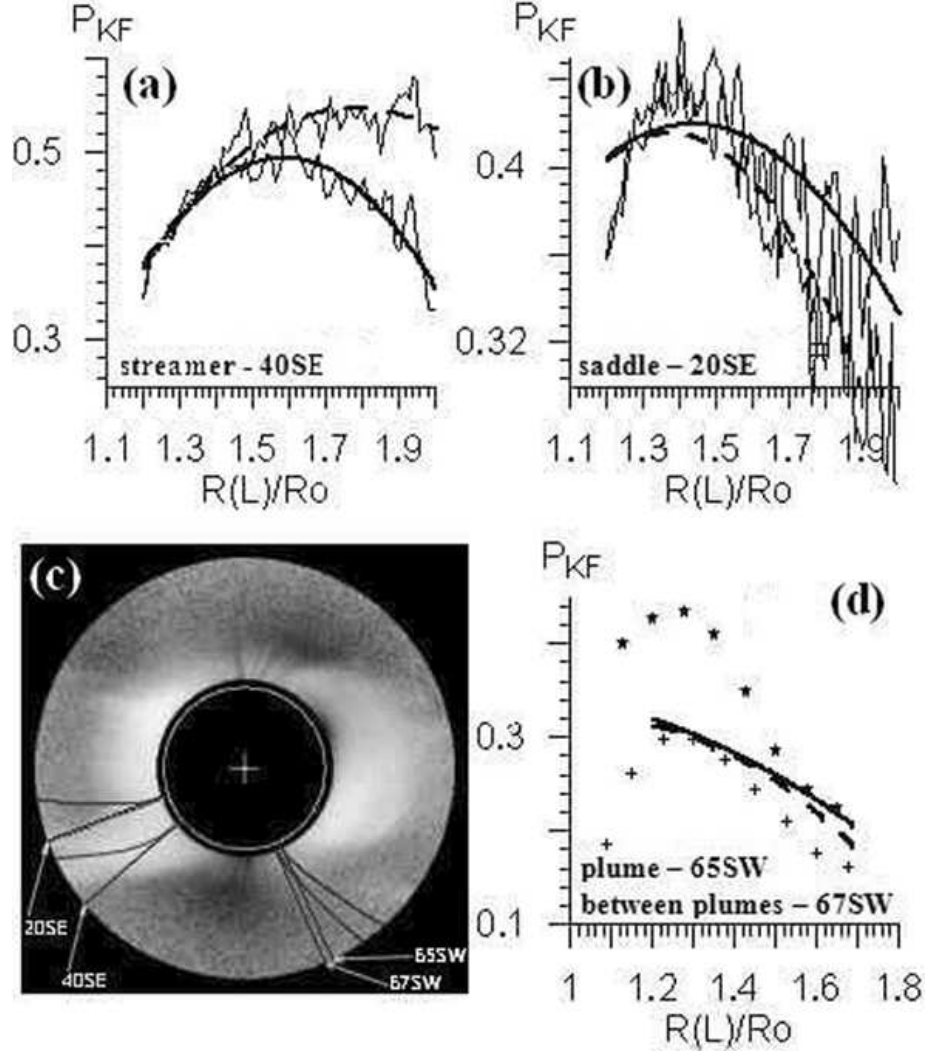 P_KF
(a)
0.5
0.3
streamer - 40SE
1.1 1.3 1.5 1.7 1.9
R(L)/Ro
P_KF
(b)
0.4
0.32
saddle – 20SE
1.1 1.3 1.5 1.7 1.9
R(L)/Ro
(c)
20SE
40SE
65SW
67SW
P_KF
(d)
0.3
0.1
plume – 65SW
between plumes – 67SW
1 1.2 1.4 1.6 1.8
R(L)/Ro